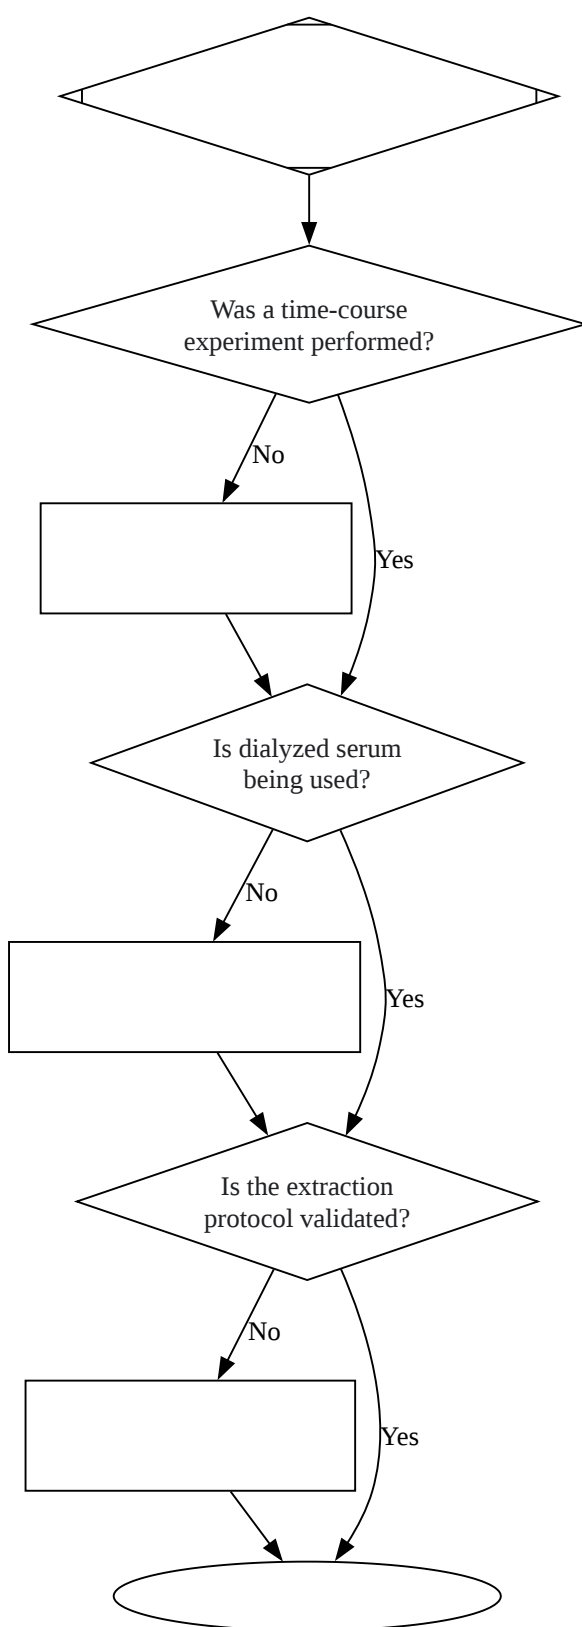 Was a time-course
experiment performed?
No
Yes
Is dialyzed serum
being used?
No
Yes
Is the extraction
protocol validated?
No
Yes